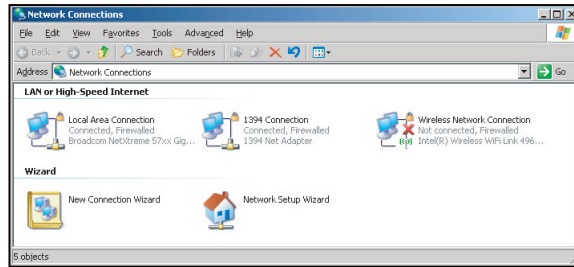 Network Connections
File Edit View Favorites Tools Advanced Help
Back Search Folders
Address Network Connections Go
LAN or High-Speed Internet
Local Area Connection
Connected, Firewalled
Broadcom NetXtreme 57xx Gig...
1394 Connection
Connected, Firewalled
1394 Net Adapter
Wireless Network Connection
Not connected, Firewalled
Intel(R) Wireless WiFi Link 496...
Wizard
New Connection Wizard
Network Setup Wizard
5 objects